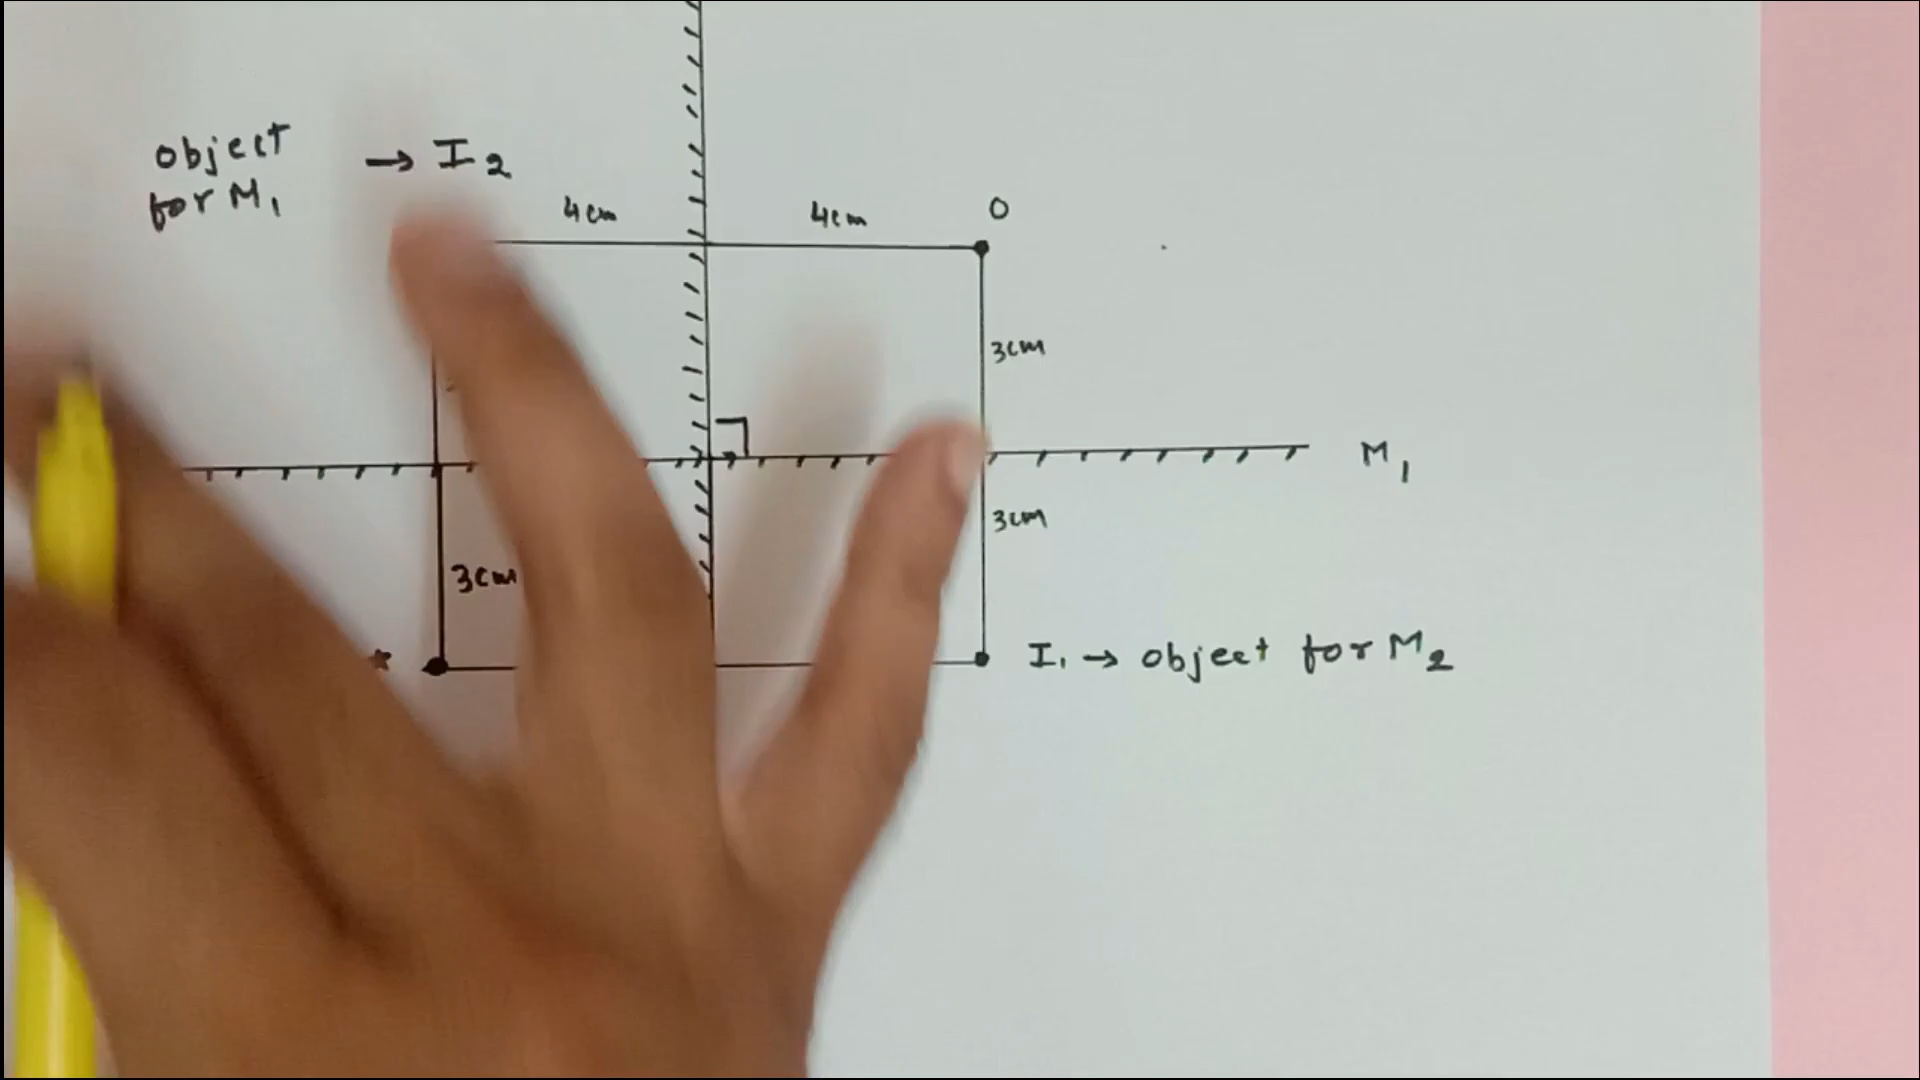 object → I₂
for M₁
4cm
4cm
O
3cm
M₁
3cm
3cm
I₁ → object for M₂